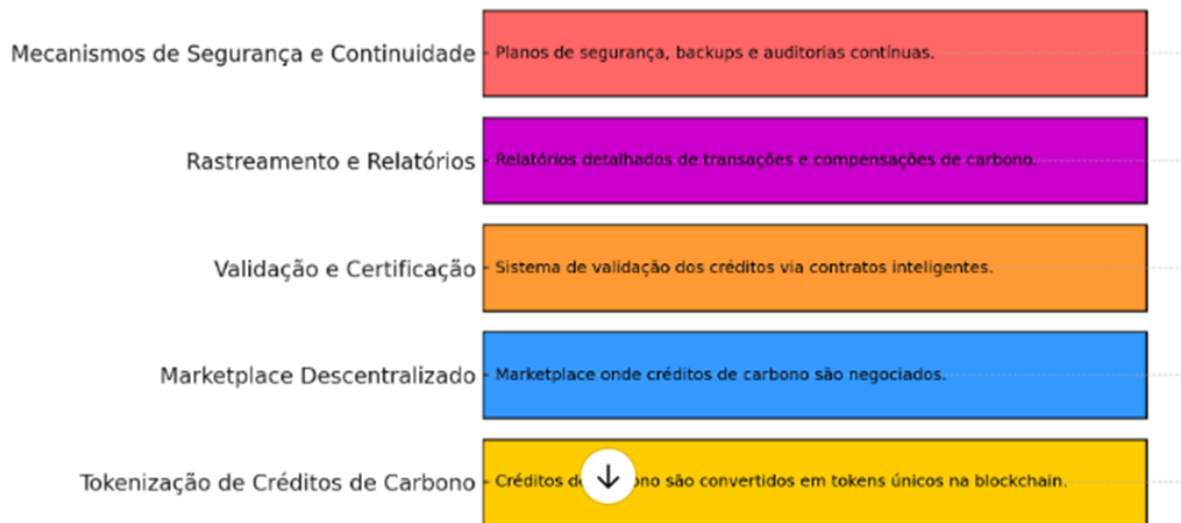 Mecanismos de Segurança e Continuidade
Planos de segurança, backups e auditorias contínuas.
Rastreamento e Relatórios
Relatórios detalhados de transações e compensações de carbono.
Validação e Certificação
Sistema de validação dos créditos via contratos inteligentes.
Marketplace Descentralizado
Marketplace onde créditos de carbono são negociados.
Tokenização de Créditos de Carbono
Créditos são convertidos em tokens únicos na blockchain.